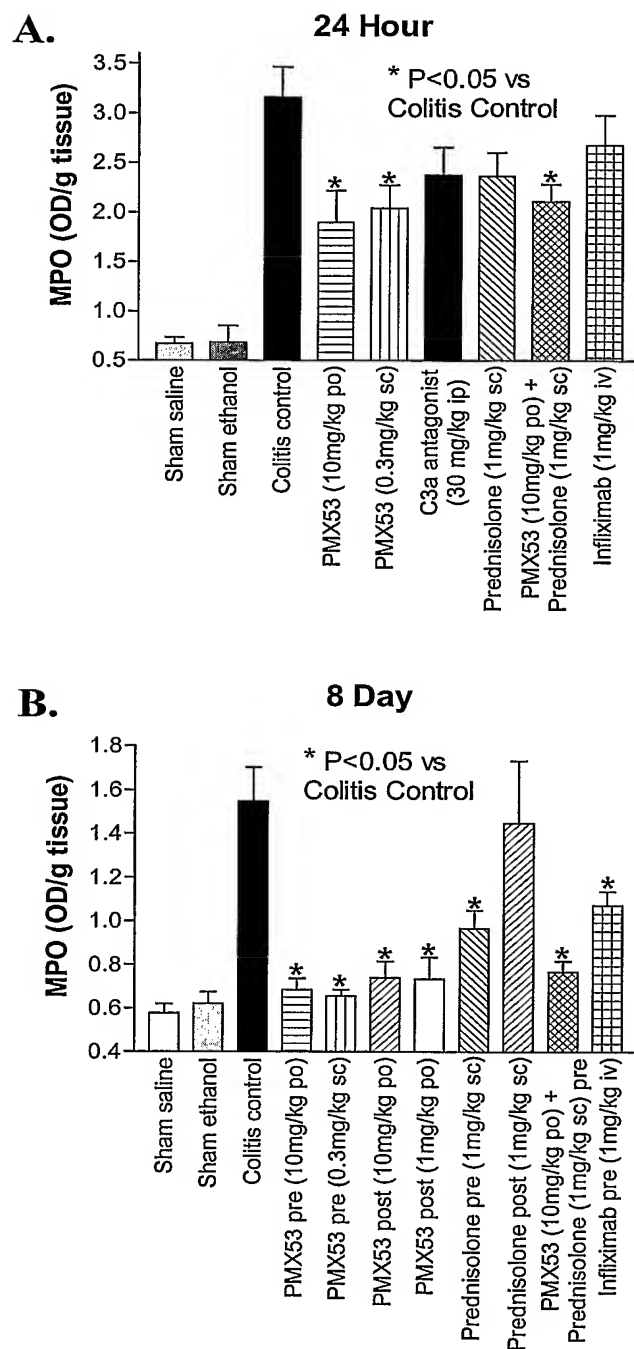 A.
24 Hour
* P<0.05 vs
Colitis Control
MPO (OD/g tissue)
3.5
3.0
2.5
2.0
1.5
1.0
0.5
*
*
*
Sham saline
Sham ethanol
Colitis control
PMX53 (10mg/kg po)
PMX53 (0.3mg/kg sc)
C3a antagonist
(30 mg/kg ip)
Prednisolone (1mg/kg sc)
PMX53 (10mg/kg po) +
Prednisolone (1mg/kg sc)
Infliximab (1mg/kg iv)
B.
8 Day
* P<0.05 vs
Colitis Control
MPO (OD/g tissue)
1.8
1.6
1.4
1.2
1.0
0.8
0.6
0.4
*
*
*
*
*
*
*
Sham saline
Sham ethanol
Colitis control
PMX53 pre (10mg/kg po)
PMX53 pre (0.3mg/kg sc)
PMX53 post (10mg/kg po)
PMX53 post (1mg/kg po)
Prednisolone pre (1mg/kg sc)
Prednisolone post (1mg/kg sc)
PMX53 (10mg/kg po) +
Prednisolone (1mg/kg sc) pre
Infliximab pre (1mg/kg iv)